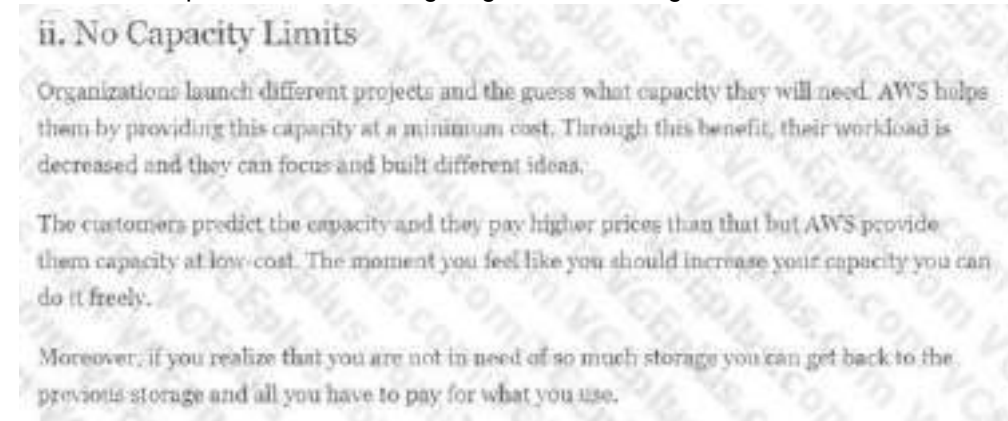 ii. No Capacity Limits
Organizations launch different projects and the guess what capacity they will need. AWS helps
them by providing this capacity at a minimum cost. Through this benefit, their workload is
decreased and they can focus and built different ideas.
The customers predict the capacity and they pay higher prices than that but AWS provide
them capacity at low-cost. The moment you feel like you should increase your capacity you can
do it freely.
Moreover, if you realize that you are not in need of so much storage you can get back to the
previous storage and all you have to pay for what you use.